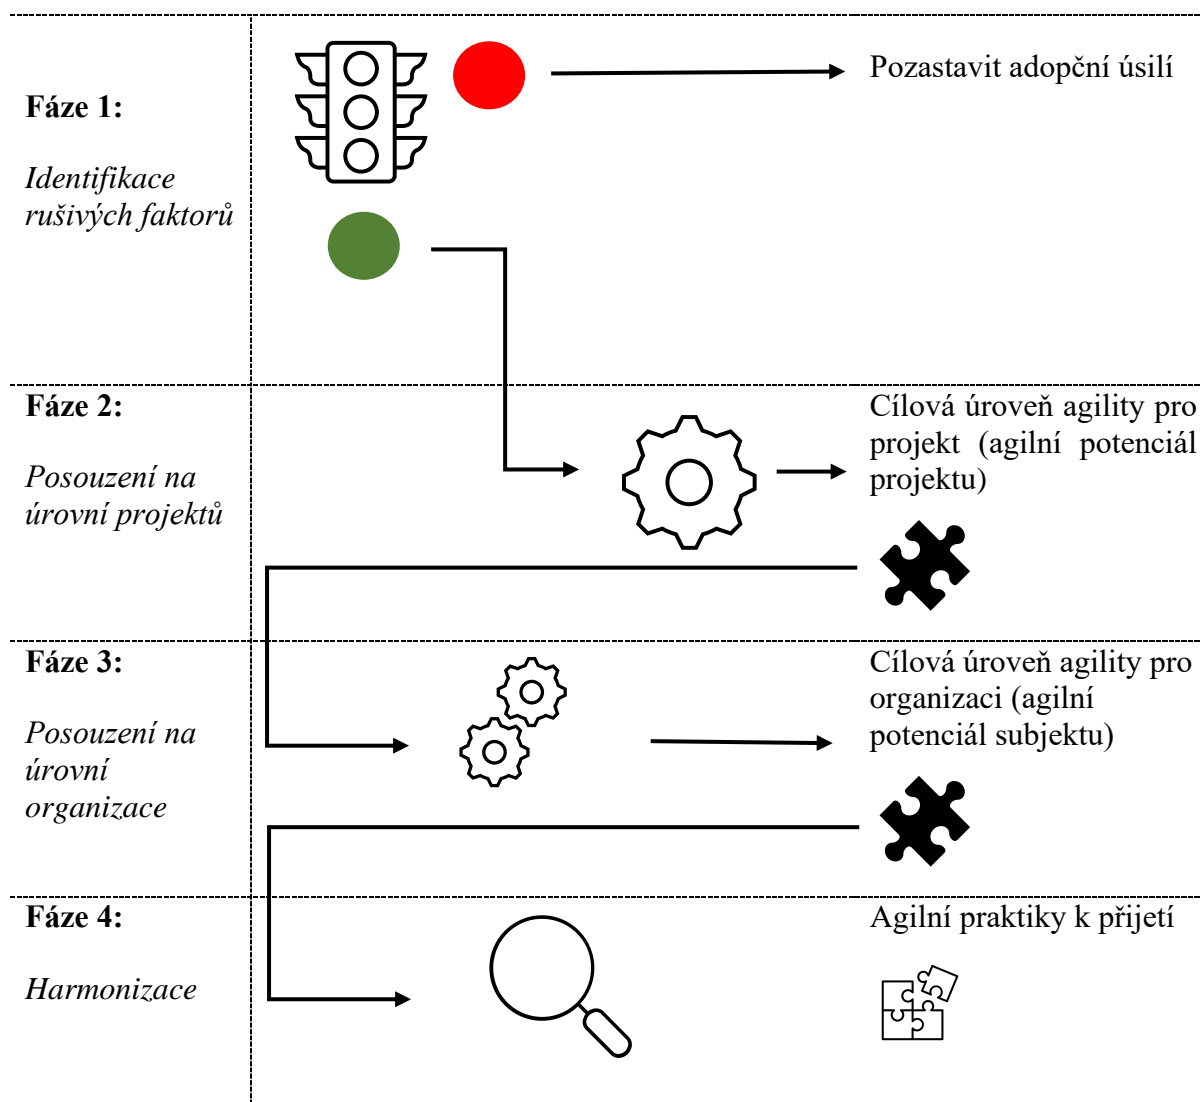 Fáze 1:
Identifikace
rušivých faktorů
Pozastavit adopční úsilí
Fáze 2:
Posouzení na
úrovní projektů
Cílová úroveň agility pro
projekt (agilní potenciál
projektu)
Fáze 3:
Posouzení na
úrovní
organizace
Cílová úroveň agility pro
organizaci (agilní
potenciál subjektu)
Fáze 4:
Harmonizace
Agilní praktiky k přijetí